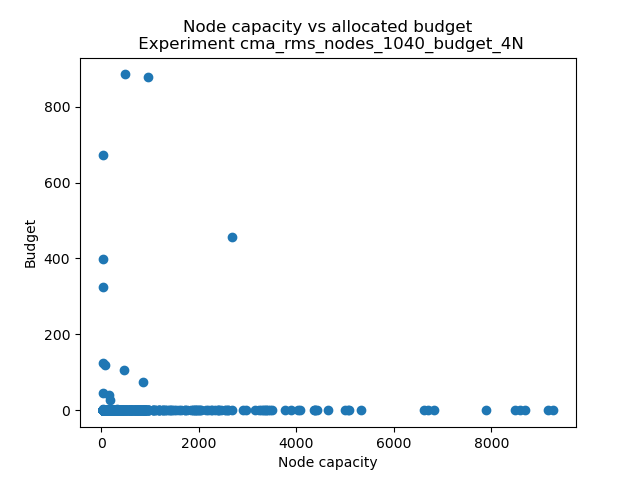 Node capacity vs allocated budget
Experiment cma_rms_nodes_1040_budget_4N
800
600
400
200
0
Budget
0 2000 4000 6000 8000
Node capacity